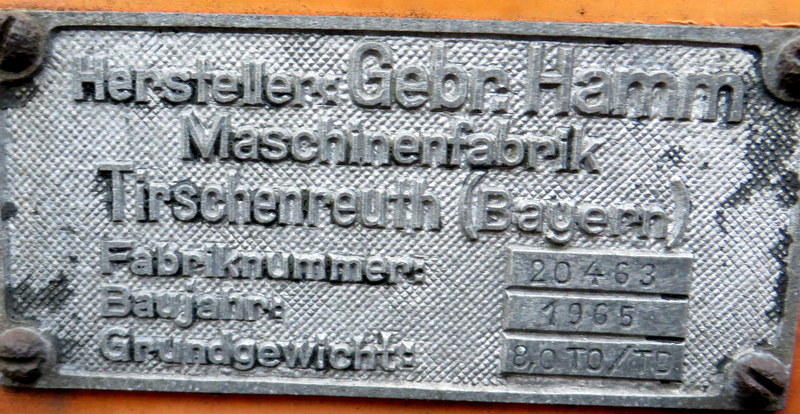 Hersteller: Gebr. Hamm
Maschinenfabrik
Tirschenreuth (Bayern)
Fabriknummer: 20463
Baujahr: 1965
Grundgewicht: 8,0 TO/TD